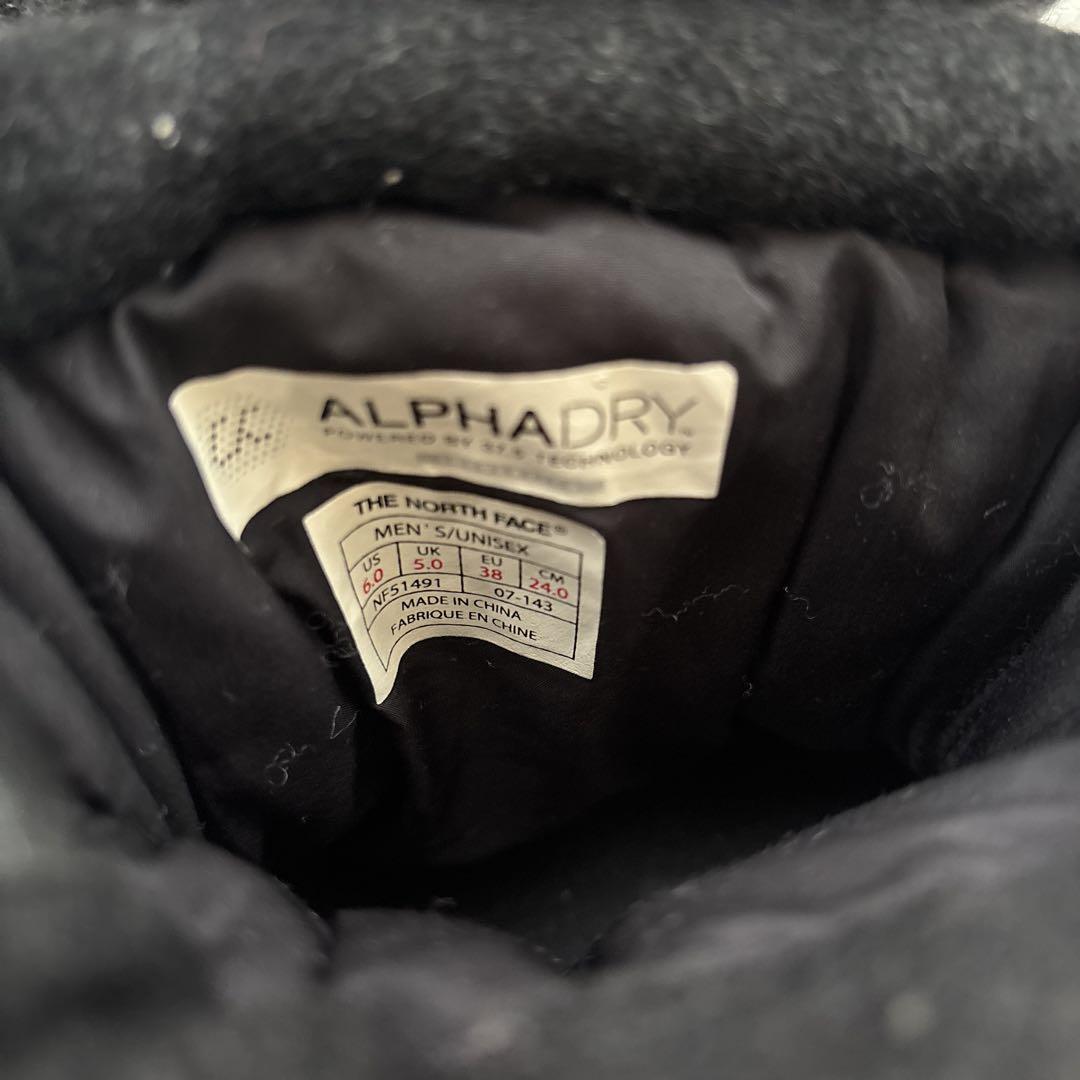 ALPHADRY
POWERED BY SYS TECHNOLOGY
THE NORTH FACE®
MEN'S/UNISEX
US UK EU CM
6.0 5.0 38 24.0
NF51491 07-143
MADE IN CHINA
FABRIQUE EN CHINE